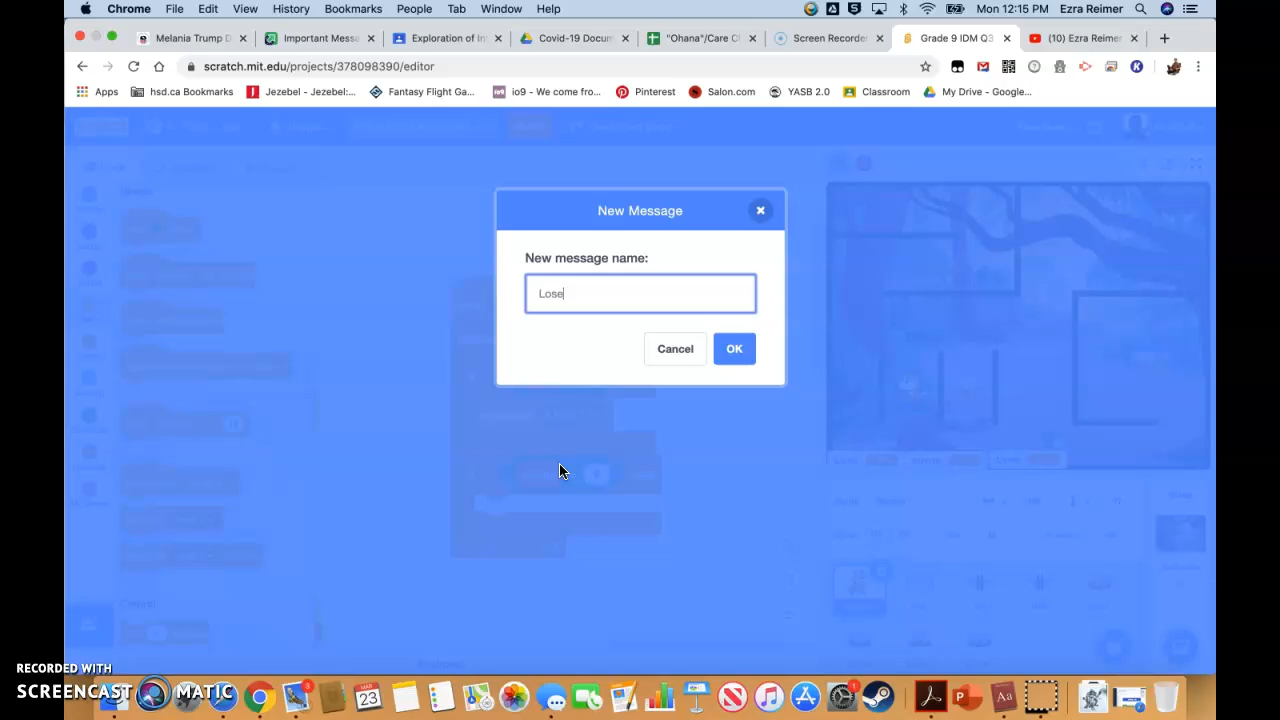 Chrome File Edit View History Bookmarks People Tab Window Help Mon 12:15 PM Ezra Reimer
Melania Trump D Important Messa Exploration of In Covid-19 Docum "Ohana"/Care Cl Screen Recorde Grade 9 IDM Q3 (10) Ezra Reimer
scratch.mit.edu/projects/378098390/editor
Apps hsd.ca Bookmarks Jezebel - Jezebel:... Fantasy Flight Ga... io9 - We come fro... Pinterest Salon.com YASB 2.0 Classroom My Drive - Google...
New Message
New message name:
Lose
Cancel OK
RECORDED WITH
SCREENCAST MATIC
MAR
23